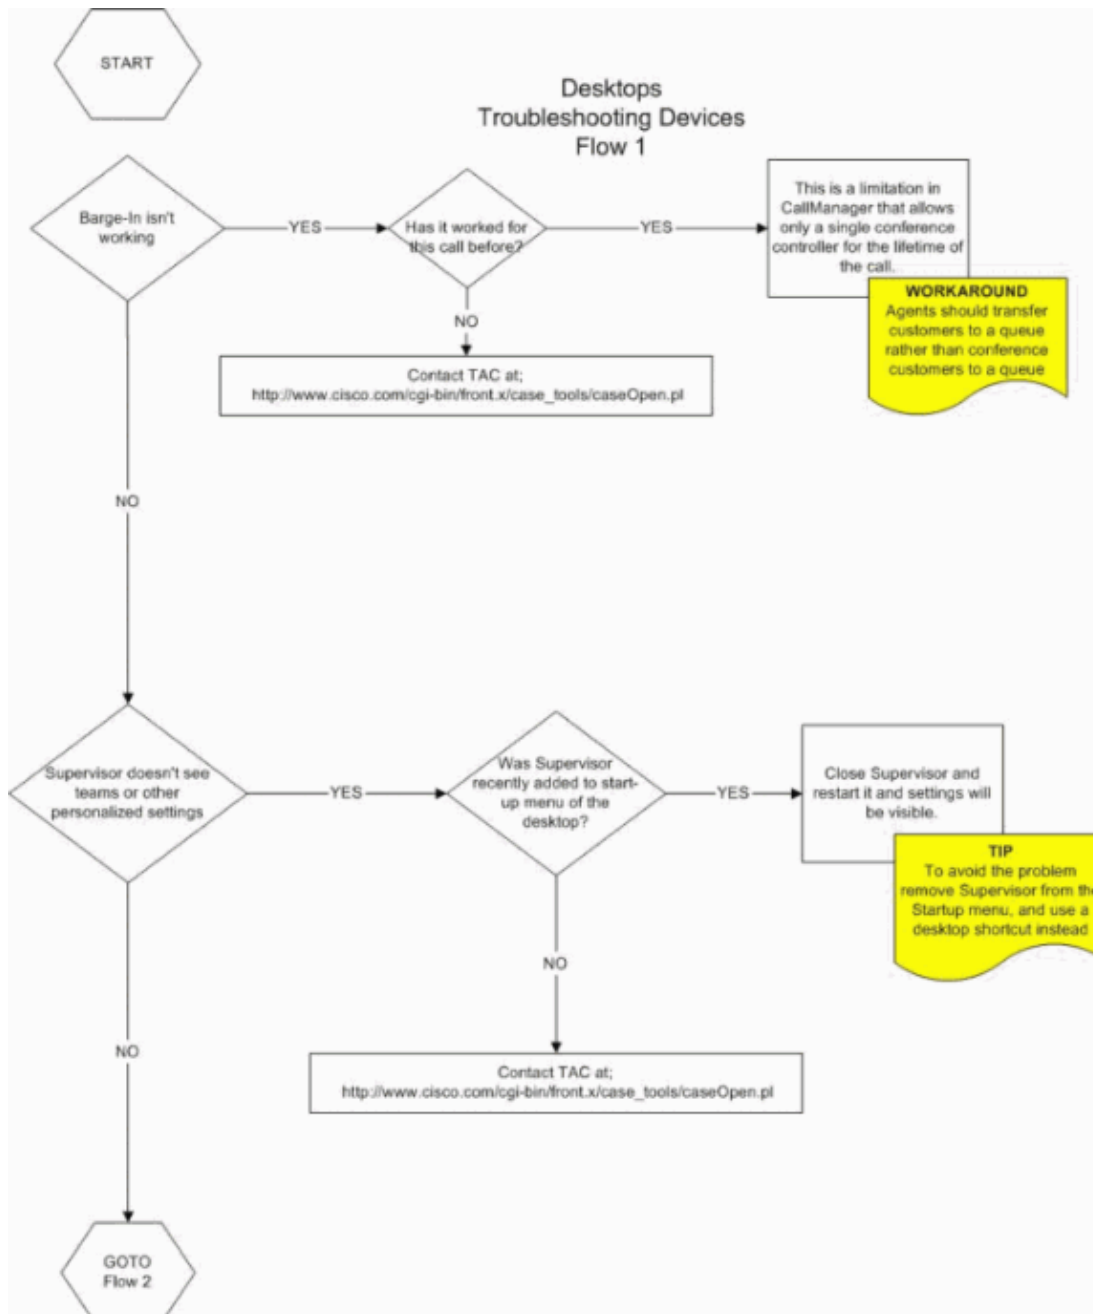 START
Desktops
Troubleshooting Devices
Flow 1
Barge-In isn't
working
YES
Has it worked for
this call before?
YES
This is a limitation in
CallManager that allows
only a single conference
controller for the lifetime of
the call.
WORKAROUND
Agents should transfer
customers to a queue
rather than conference
customers to a queue
NO
Contact TAC at;
http://www.cisco.com/cgi-bin/front.x/case_tools/caseOpen.pl
NO
Supervisor doesn't see
teams or other
personalized settings
YES
Was Supervisor
recently added to start-
up menu of the
desktop?
YES
Close Supervisor and
restart it and settings will
be visible.
TIP
To avoid the problem
remove Supervisor from the
Startup menu, and use a
desktop shortcut instead
NO
Contact TAC at;
http://www.cisco.com/cgi-bin/front.x/case_tools/caseOpen.pl
NO
GOTO
Flow 2